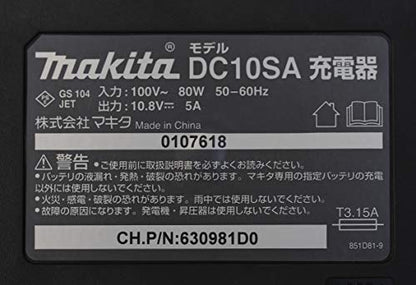 makita® モデル DC10SA 充電器
PS E GS 104 JET 入力:100V~ 80W 50-60Hz
出力:10.8V⎓ 5A
株式会社 マキタ Made in China
0107618
⚠警告 ●ご使用前に取扱説明書を必ずよくお読みください。
●バッテリの液漏れ・発熱・破裂の恐れがあります。マキタ専用の指定バッテリの充電
以外には使用しないでください。
●火災・感電・破裂の恐れがあります。雨中では使用しないでください。
●故障の原因になります。発電機・昇圧器は使用しないでください。
T3.15A
CH.P/N:630981D0
851D81-9